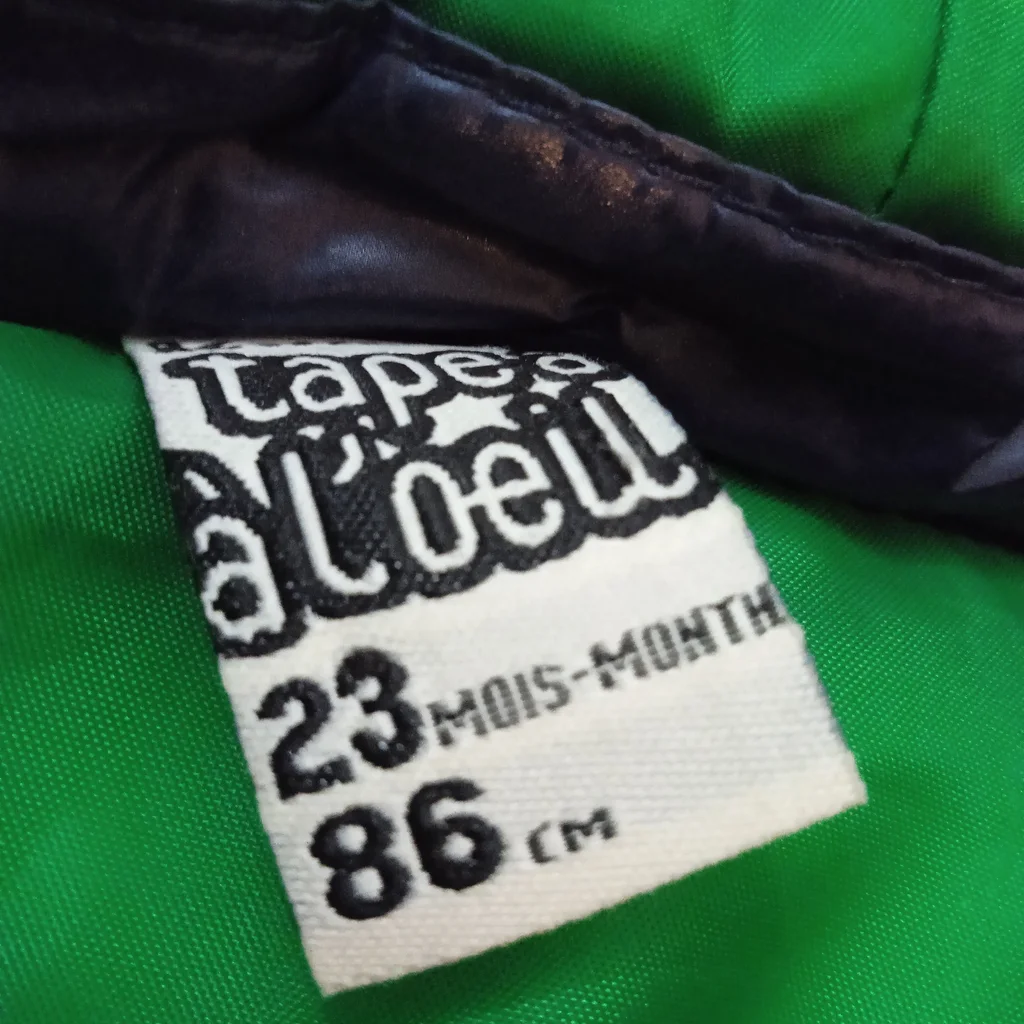 tape à
à l'oeil
23 MOIS-MONTH
86 CM